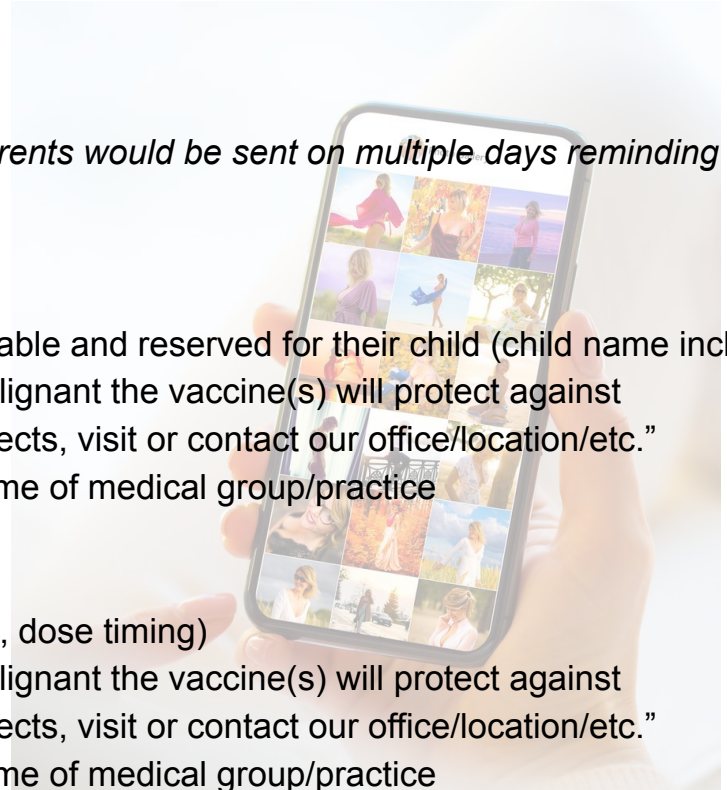 rents would be sent on multiple days reminding
able and reserved for their child (child name incl
lignant the vaccine(s) will protect against
ects, visit or contact our office/location/etc.”
me of medical group/practice
, dose timing)
lignant the vaccine(s) will protect against
ects, visit or contact our office/location/etc.”
me of medical group/practice